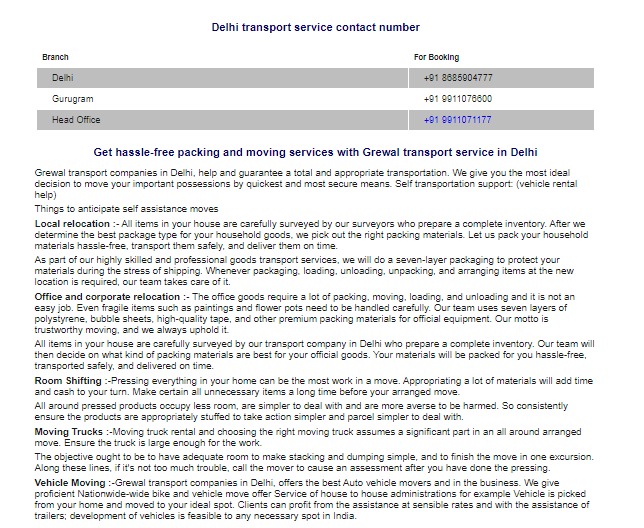 Delhi transport service contact number
Branch For Booking
Delhi +91 8685904777
Gurugram +91 9911076600
Head Office +91 9911071177
Get hassle-free packing and moving services with Grewal transport service in Delhi
Grewal transport companies in Delhi, help and guarantee a total and appropriate transportation. We give you the most ideal
decision to move your important possessions by quickest and most secure means. Self transportation support: (vehicle rental
help)
Things to anticipate self assistance moves
Local relocation :- All items in your house are carefully surveyed by our surveyors who prepare a complete inventory. After we
determine the best package type for your household goods, we pick out the right packing materials. Let us pack your household
materials hassle-free, transport them safely, and deliver them on time.
As part of our highly skilled and professional goods transport services, we will do a seven-layer packaging to protect your
materials during the stress of shipping. Whenever packaging, loading, unloading, unpacking, and arranging items at the new
location is required, our team takes care of it.
Office and corporate relocation :- The office goods require a lot of packing, moving, loading, and unloading and it is not an
easy job. Even fragile items such as paintings and flower pots need to be handled carefully. Our team uses seven layers of
polystyrene, bubble sheets, high-quality tape, and other premium packing materials for official equipment. Our motto is
trustworthy moving, and we always uphold it.
All items in your house are carefully surveyed by our transport company in Delhi who prepare a complete inventory. Our team will
then decide on what kind of packing materials are best for your official goods. Your materials will be packed for you hassle-free,
transported safely, and delivered on time.
Room Shifting :-Pressing everything in your home can be the most work in a move. Appropriating a lot of materials will add time
and cash to your turn. Make certain all unnecessary items a long time before your arranged move.
All around pressed products occupy less room, are simpler to deal with and are more averse to be harmed. So consistently
ensure the products are appropriately stuffed to take action simpler and parcel simpler to deal with.
Moving Trucks :-Moving truck rental and choosing the right moving truck assumes a significant part in an all around arranged
move. Ensure the truck is large enough for the work.
The objective ought to be to have adequate room to make stacking and dumping simple, and to finish the move in one excursion.
Along these lines, if it's not too much trouble, call the mover to cause an assessment after you have done the pressing.
Vehicle Moving :-Grewal transport companies in Delhi, offers the best Auto vehicle movers and in the business. We give
proficient Nationwide-wide bike and vehicle move offer Service of house to house administrations for example Vehicle is picked
from your home and moved to your ideal spot. Clients can profit from the assistance at sensible rates and with the assistance of
trailers; development of vehicles is feasible to any necessary spot in India.